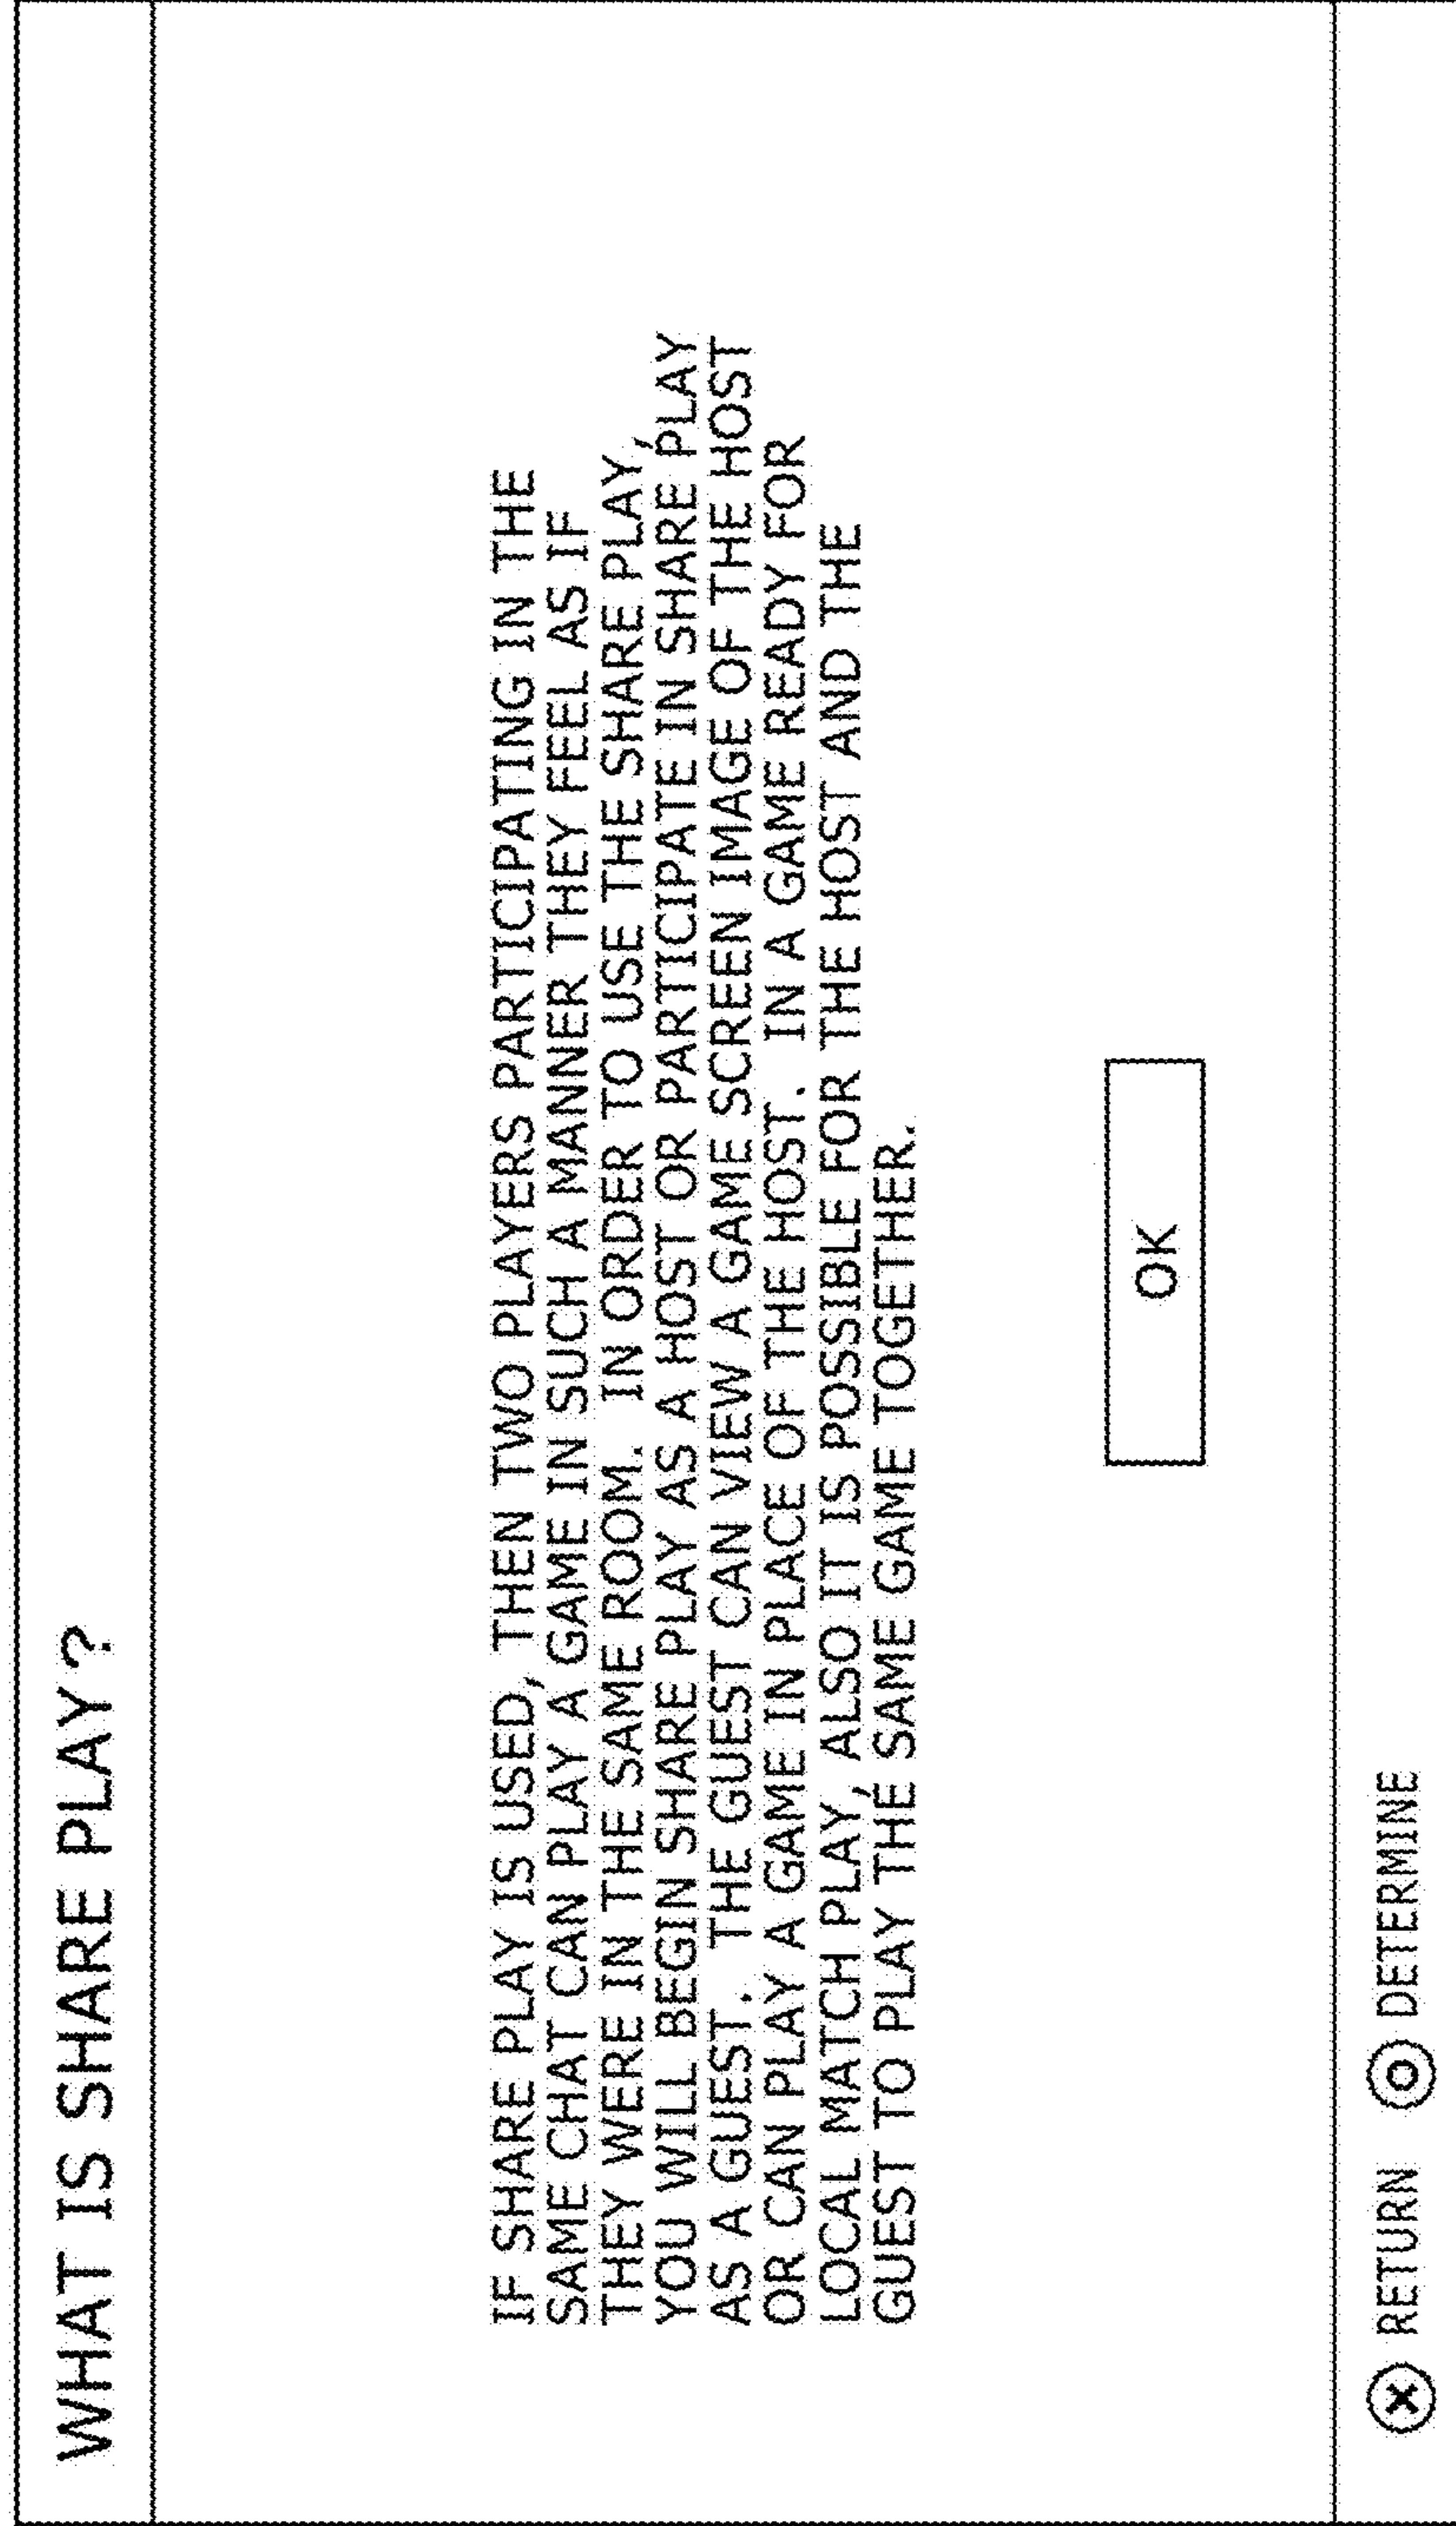 WHAT IS SHARE PLAY?
IF SHARE PLAY IS USED, THEN TWO PLAYERS PARTICIPATING IN THE
SAME CHAT CAN PLAY A GAME IN SUCH A MANNER THEY FEEL AS IF
THEY WERE IN THE SAME ROOM. IN ORDER TO USE THE SHARE PLAY,
YOU WILL BEGIN SHARE PLAY AS A HOST OR PARTICIPATE IN SHARE PLAY
AS A GUEST. THE GUEST CAN VIEW A GAME SCREEN IMAGE OF THE HOST
OR CAN PLAY A GAME IN PLACE OF THE HOST. IN A GAME READY FOR
LOCAL MATCH PLAY, ALSO IT IS POSSIBLE FOR THE HOST AND THE
GUEST TO PLAY THE SAME GAME TOGETHER.
OK
ⓧ RETURN ⊚ DETERMINE